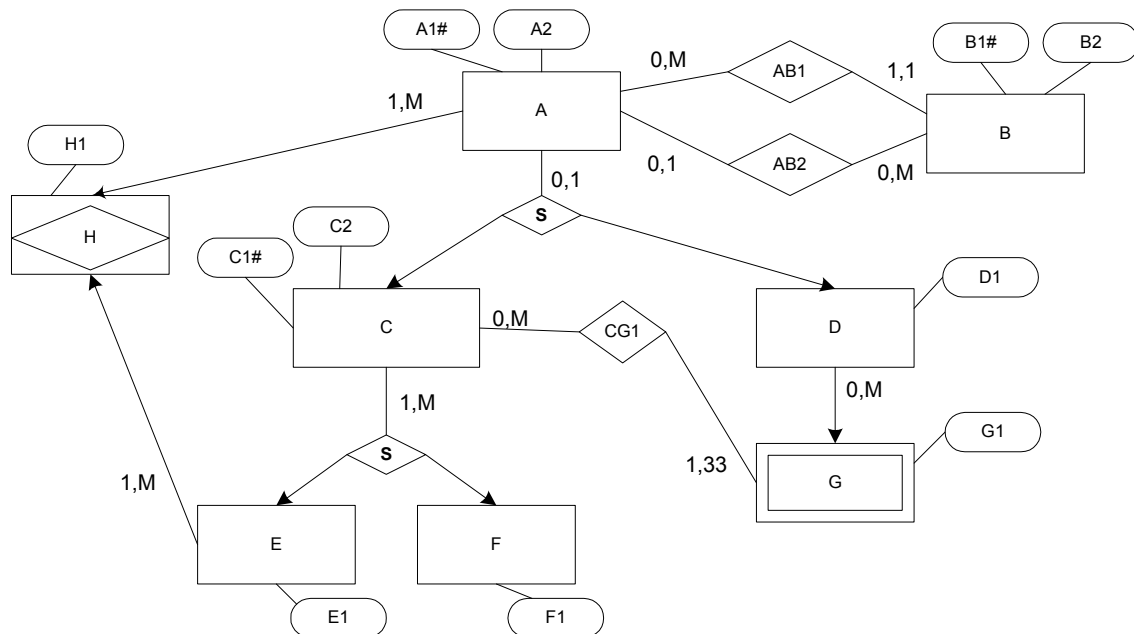 A1#
A2
B1#
B2
0,M
AB1
1,1
A
B
1,M
0,1
AB2
0,M
H1
0,1
S
C2
H
C1#
D1
C
0,M
CG1
D
1,M
0,M
G1
S
1,33
G
1,M
E
F
E1
F1